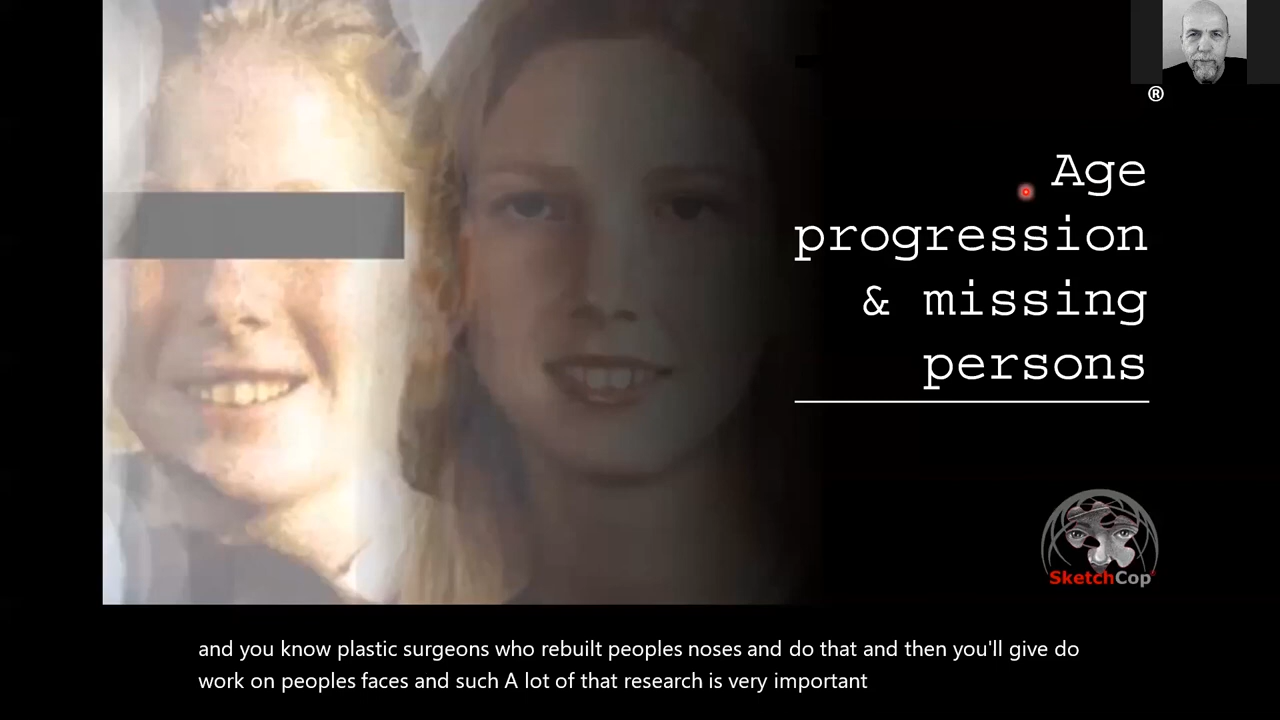 ®
Age
progression
& missing
persons
SketchCop
and you know plastic surgeons who rebuilt peoples noses and do that and then you'll give do
work on peoples faces and such A lot of that research is very important